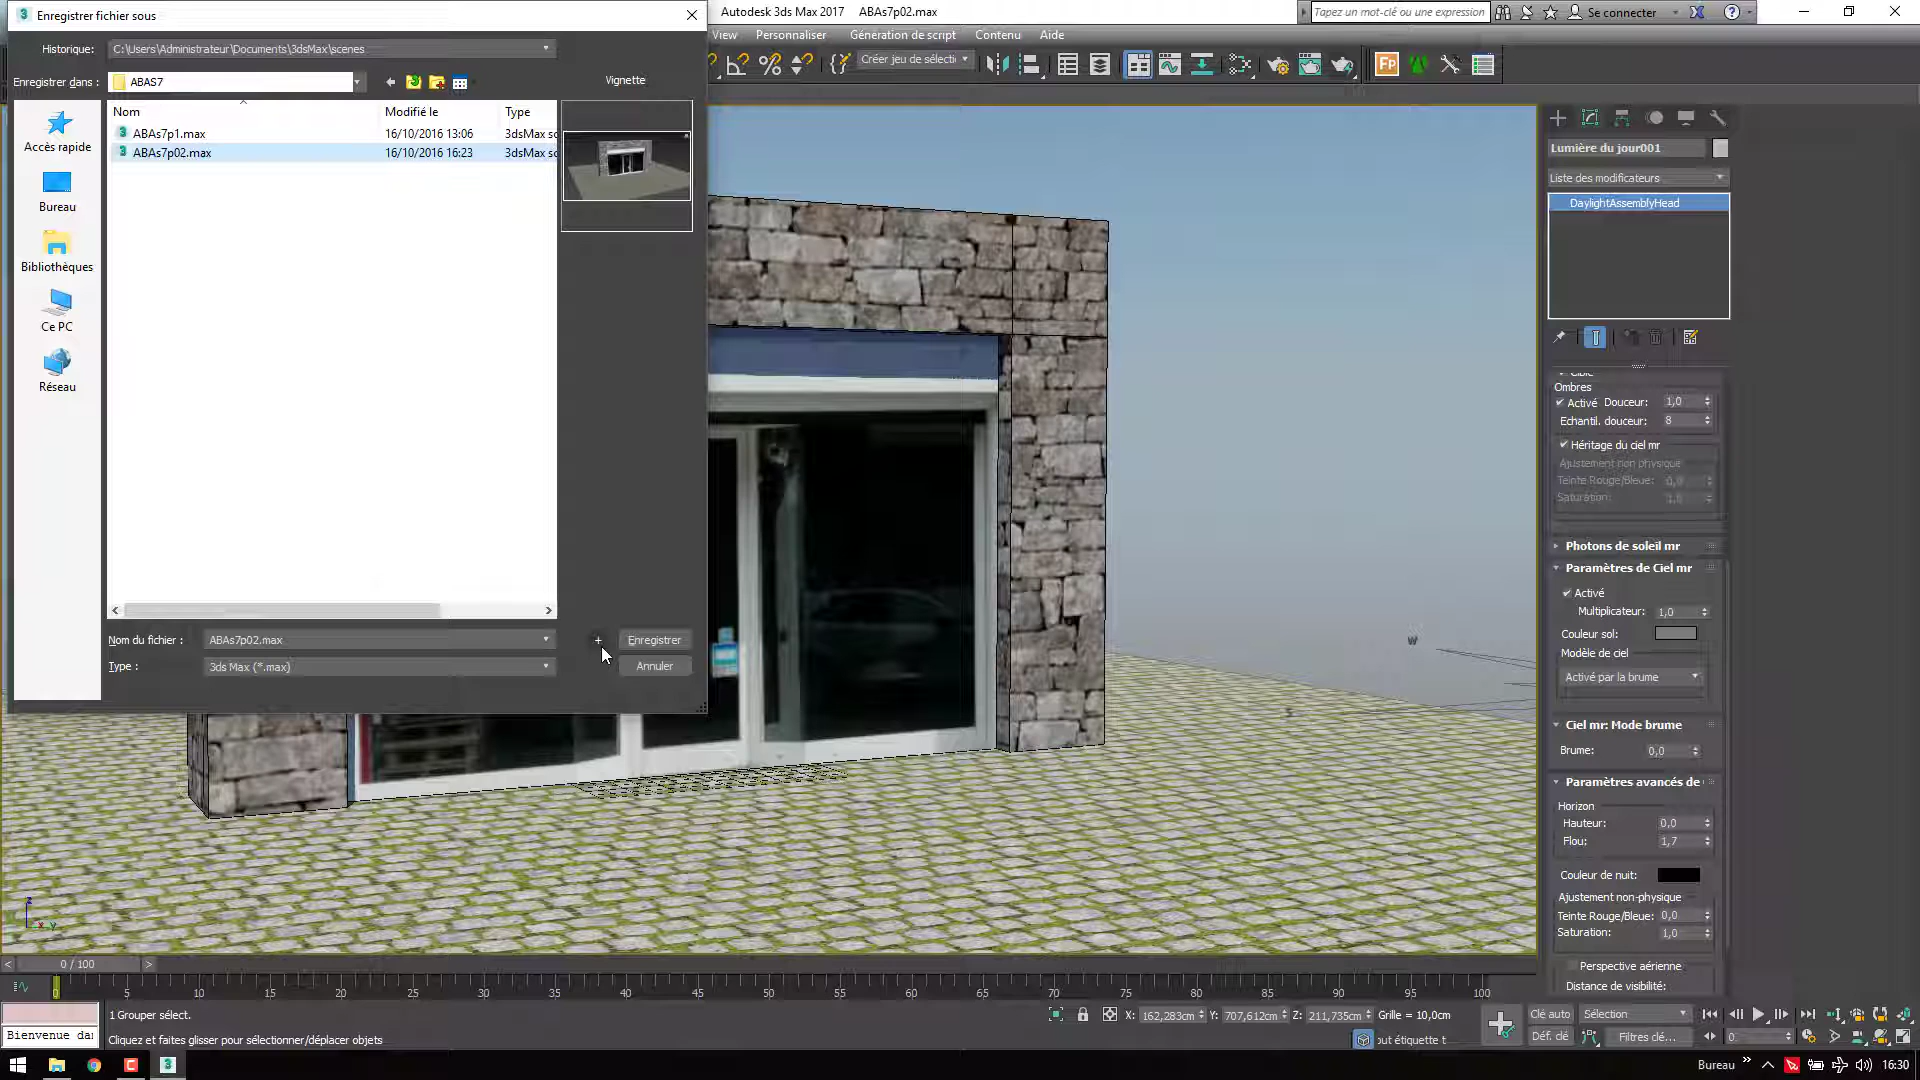 Enregistrer fichier sous
Autodesk 3ds Max 2017 ABAs7p02.max
Tapez un mot-clé ou une expression
Se connecter
View Personnaliser Génération de script Contenu Aide
Historique: C:\Users\Administrateur\Documents\3dsMax\scenes
Créer jeu de sélecti
Enregistrer dans : ABAS7
Vignette
Nom Modifié le Type
ABAs7p1.max 16/10/2016 13:06 3dsMax sc
ABAs7p02.max 16/10/2016 16:23 3dsMax sc
Accès rapide
Bureau
Bibliothèques
Ce PC
Réseau
Nom du fichier : ABAs7p02.max + Enregistrer
Type : 3ds Max (*.max) Annuler
Lumière du jour001
Liste des modificateurs
DaylightAssemblyHead
Ombres
Activé Douceur: 1,0
Echantil. douceur: 8
Héritage du ciel mr
Ajustement non physique
Teinte Rouge/Bleue: 0,0
Saturation: 1,0
Photons de soleil mr
Paramètres de Ciel mr
Activé
Multiplicateur: 1,0
Couleur sol:
Modèle de ciel
Activé par la brume
Ciel mr: Mode brume
Brume: 0,0
Paramètres avancés de
Horizon
Hauteur: 0,0
Flou: 1,7
Couleur de nuit:
Ajustement non-physique
Teinte Rouge/Bleue: 0,0
Saturation: 1,0
Perspective aérienne
Distance de visibilité:
< 0 / 100 >
0 5 10 15 20 25 30 35 40 45 50 55 60 65 70 75 80 85 90 95 100
1 Grouper sélect.
X: 162,283cm Y: 707,612cm Z: 211,735cm Grille = 10,0cm
Clé auto Sélection
Bienvenue da
Cliquez et faites glisser pour sélectionner/déplacer objets
out étiquette t
Déf. clé Filtres clé...
Bureau
16:30